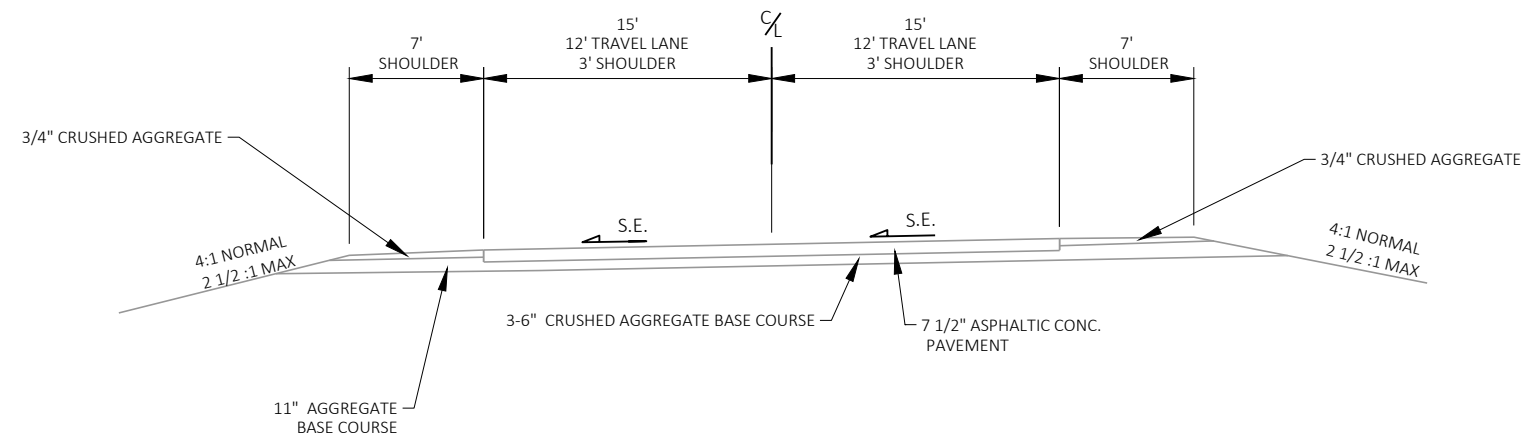 C/L
15'
12' TRAVEL LANE
3' SHOULDER
15'
12' TRAVEL LANE
3' SHOULDER
7'
SHOULDER
7'
SHOULDER
3/4" CRUSHED AGGREGATE
3/4" CRUSHED AGGREGATE
S.E.
S.E.
4:1 NORMAL
2 1/2 :1 MAX
4:1 NORMAL
2 1/2 :1 MAX
3-6" CRUSHED AGGREGATE BASE COURSE
7 1/2" ASPHALTIC CONC.
PAVEMENT
11" AGGREGATE
BASE COURSE